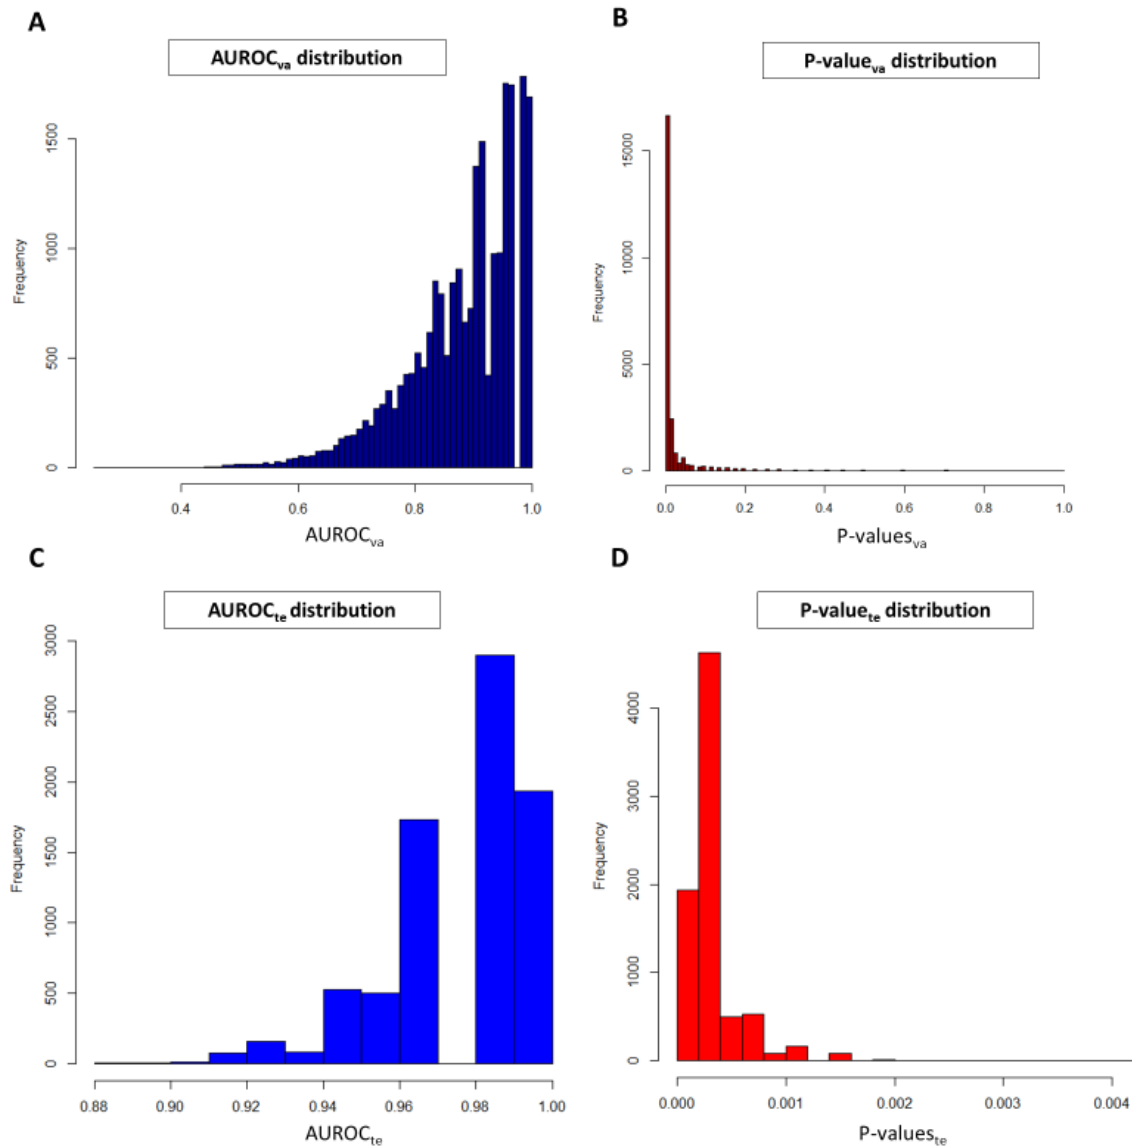 A
AUROCva distribution
Frequency
1500
1000
500
0
0.4 0.6 0.8 1.0
AUROCva
B
P-valueva distribution
Frequency
15000
10000
5000
0
0.0 0.2 0.4 0.6 0.8 1.0
P-valuesva
C
AUROCte distribution
Frequency
3000
2500
2000
1500
1000
500
0
0.88 0.90 0.92 0.94 0.96 0.98 1.00
AUROCte
D
P-valuete distribution
Frequency
4000
3000
2000
1000
0
0.000 0.001 0.002 0.003 0.004
P-valueste